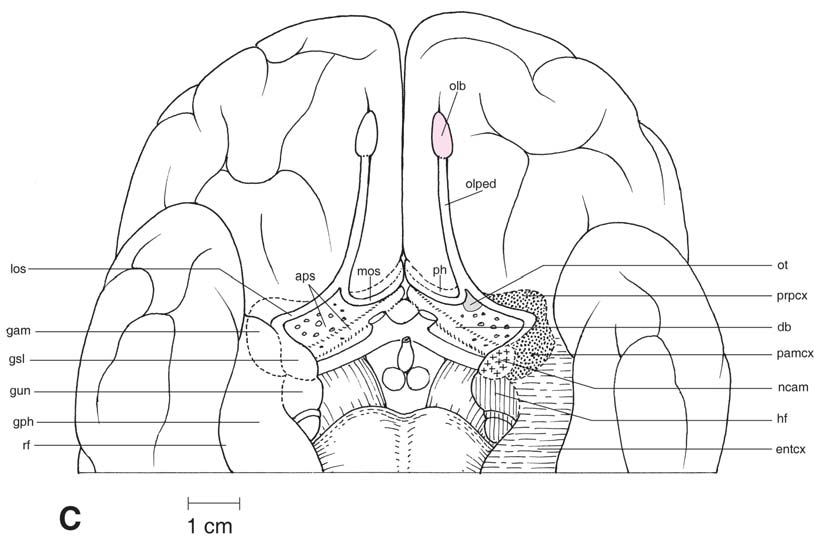 olb
olped
los
aps
mos
ph
ot
prpcx
gam
db
gsl
pamcx
gun
ncam
gph
hf
rf
entcx
C
1 cm